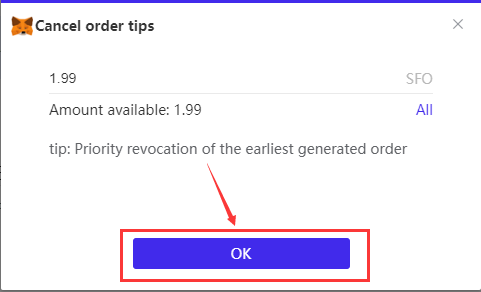 Cancel order tips
1.99 SFO
Amount available: 1.99 All
tip: Priority revocation of the earliest generated order
OK